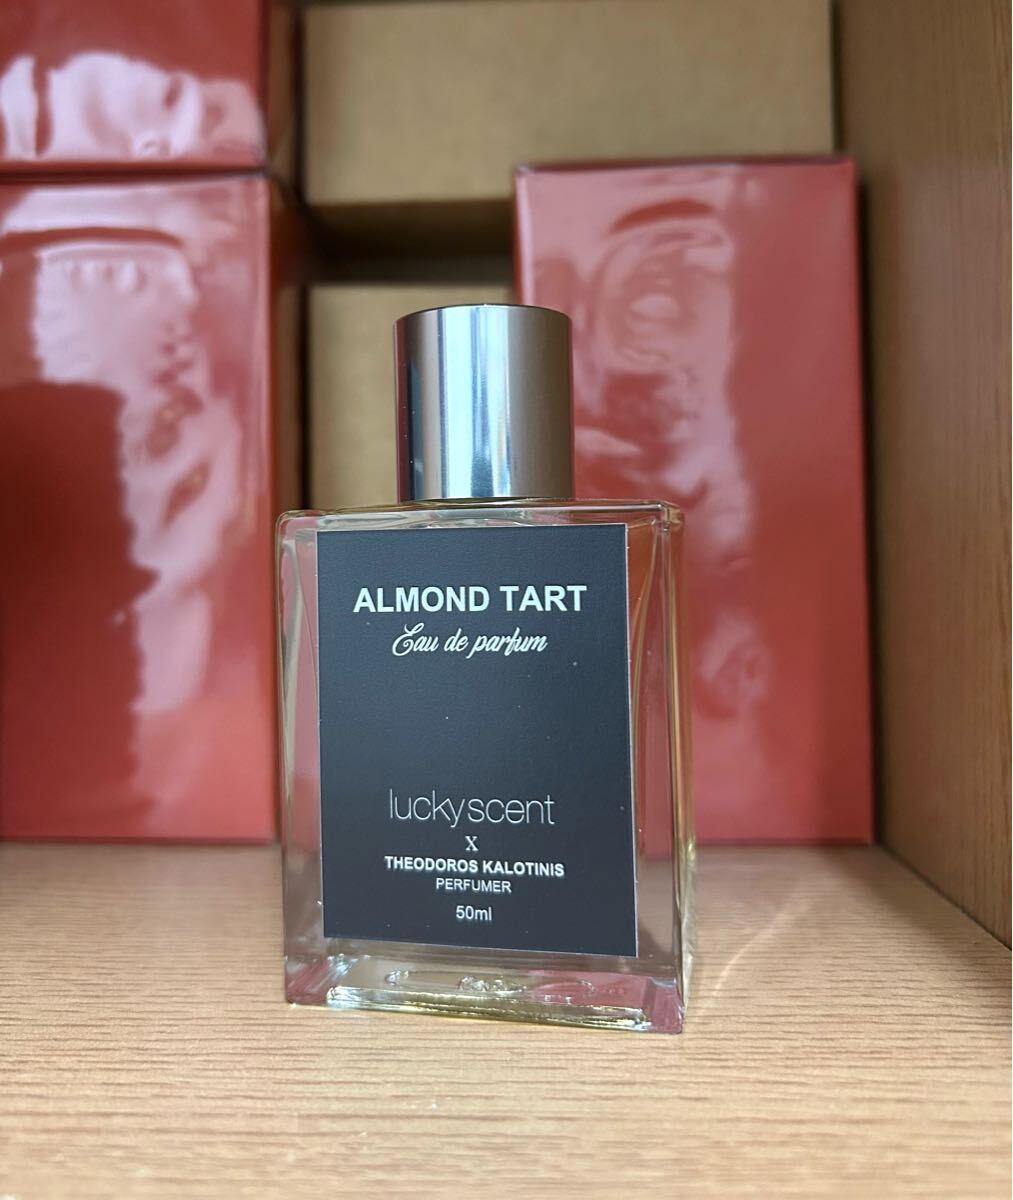 ALMOND TART
Eau de parfum
luckyscent
X
THEODOROS KALOTINIS
PERFUMER
50ml